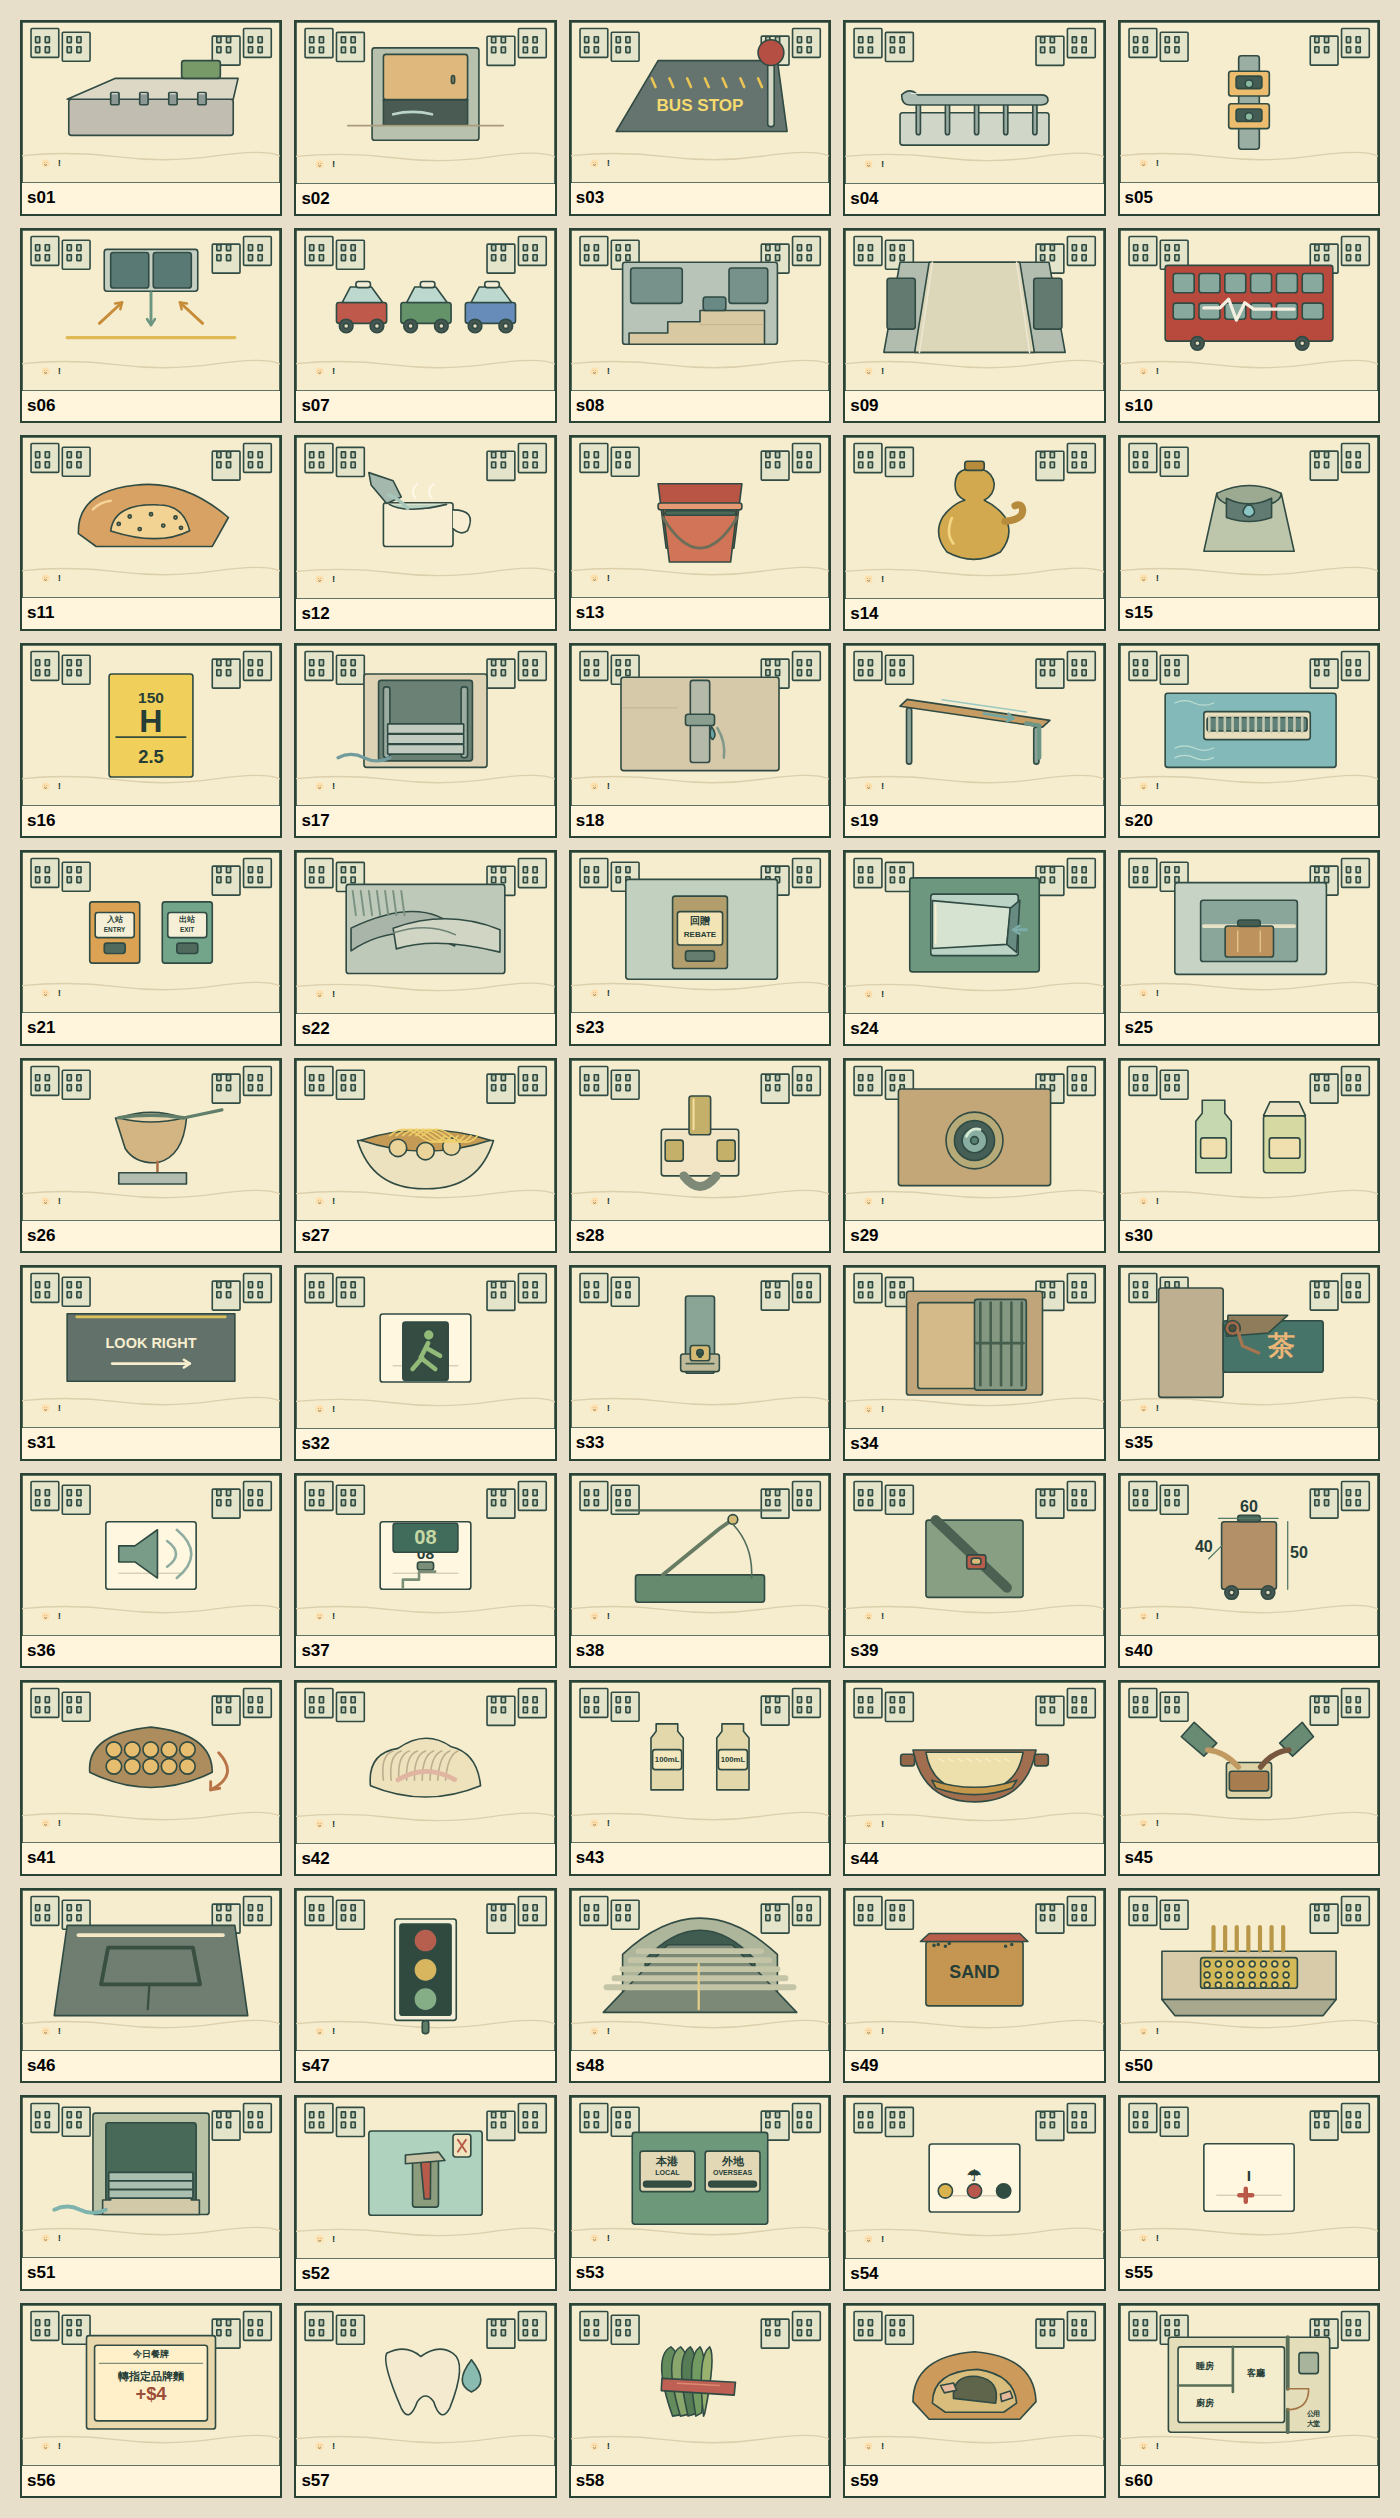 !
!
BUS STOP
!
!
!
s01
s02
s03
s04
s05
!
!
!
!
!
s06
s07
s08
s09
s10
!
!
!
!
!
s11
s12
s13
s14
s15
150
H
2.5
!
!
!
!
!
s16
s17
s18
s19
s20
入站
ENTRY
出站
EXIT
!
!
回贈
REBATE
!
!
!
s21
s22
s23
s24
s25
!
!
!
!
!
s26
s27
s28
s29
s30
LOOK RIGHT
!
!
!
!
茶
!
s31
s32
s33
s34
s35
!
08
08
!
!
!
60
40
50
!
s36
s37
s38
s39
s40
!
!
100mL
100mL
!
!
!
s41
s42
s43
s44
s45
!
!
!
SAND
!
!
s46
s47
s48
s49
s50
!
!
本港
LOCAL
外地
OVERSEAS
!
!
I
!
s51
s52
s53
s54
s55
今日餐牌
轉指定品牌麵
+$4
!
!
!
!
睡房
客廳
廚房
公用
大堂
!
s56
s57
s58
s59
s60